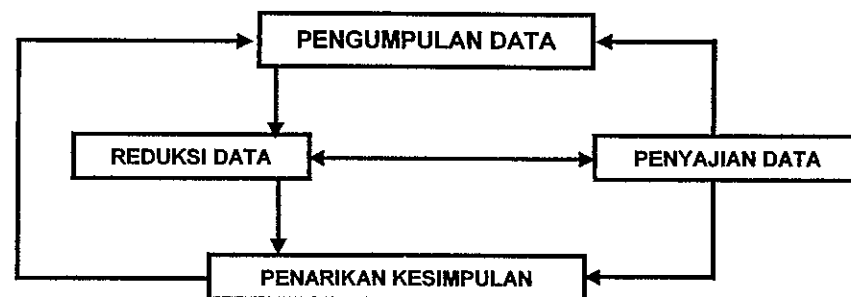 PENGUMPULAN DATA
REDUKSI DATA
PENYAJIAN DATA
PENARIKAN KESIMPULAN